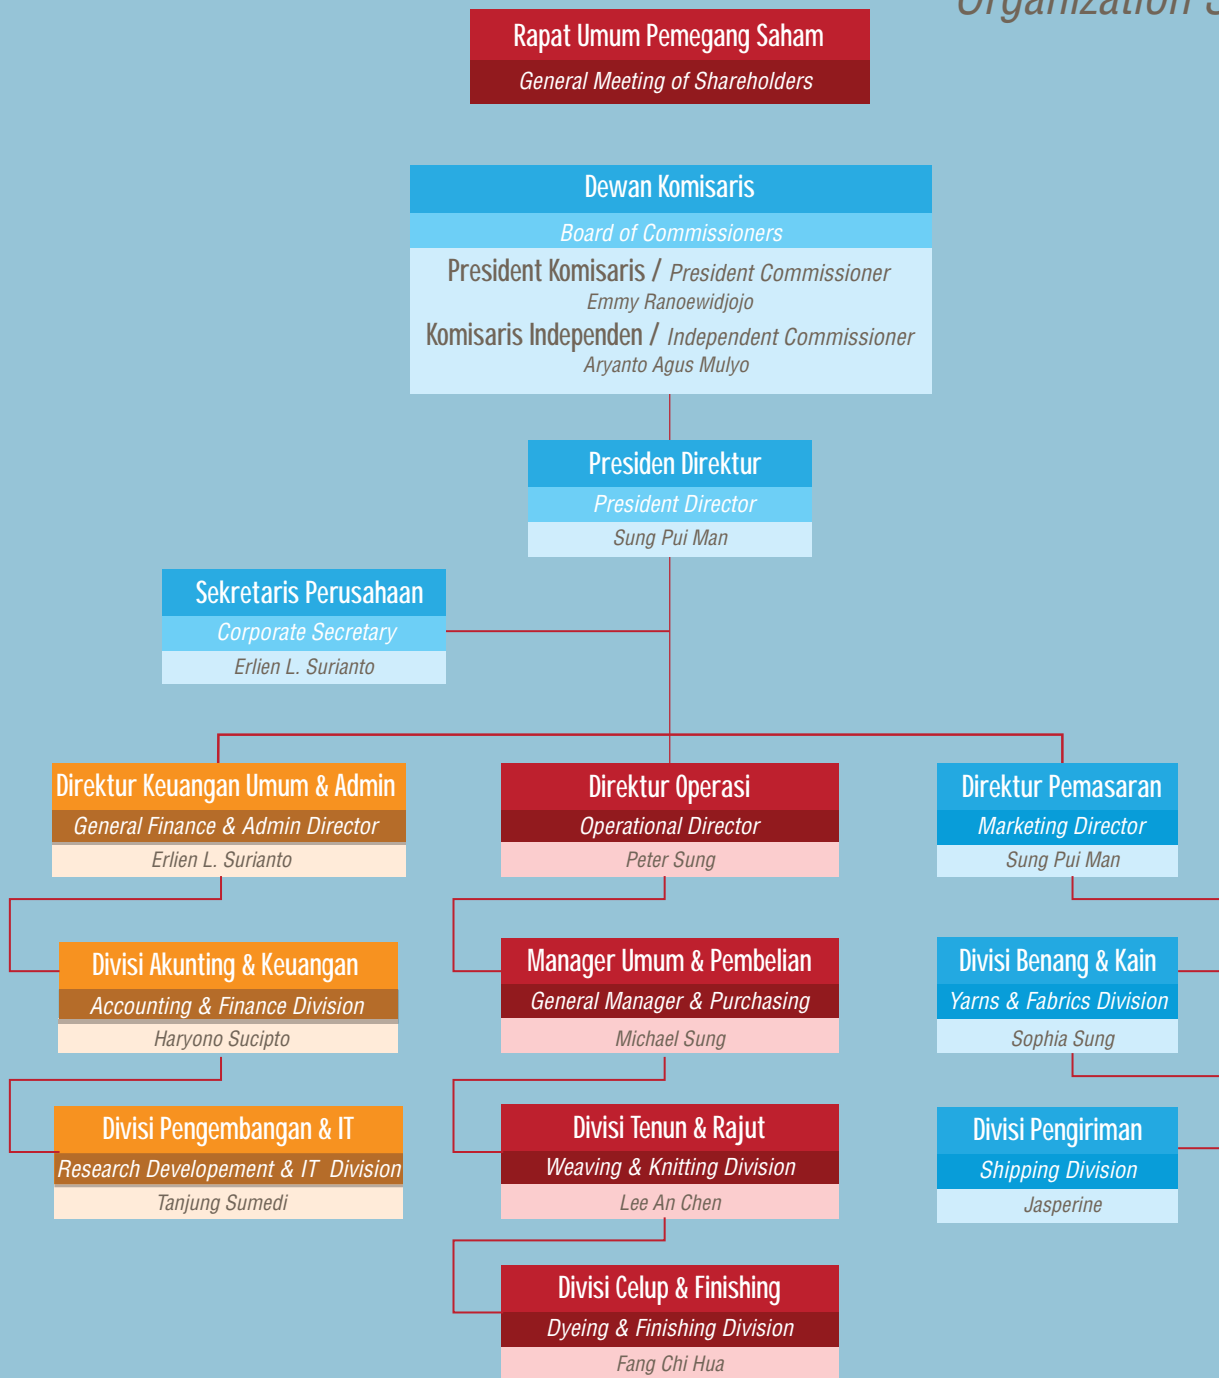 Organization S
Rapat Umum Pemegang Saham
General Meeting of Shareholders
Dewan Komisaris
Board of Commissioners
President Komisaris / President Commissioner
Emmy Ranoewidjojo
Komisaris Independen / Independent Commissioner
Aryanto Agus Mulyo
Presiden Direktur
President Director
Sung Pui Man
Sekretaris Perusahaan
Corporate Secretary
Erlien L. Surianto
Direktur Keuangan Umum & Admin
General Finance & Admin Director
Erlien L. Surianto
Direktur Operasi
Operational Director
Peter Sung
Direktur Pemasaran
Marketing Director
Sung Pui Man
Divisi Akunting & Keuangan
Accounting & Finance Division
Haryono Sucipto
Manager Umum & Pembelian
General Manager & Purchasing
Michael Sung
Divisi Benang & Kain
Yarns & Fabrics Division
Sophia Sung
Divisi Pengembangan & IT
Research Developement & IT Division
Tanjung Sumedi
Divisi Tenun & Rajut
Weaving & Knitting Division
Lee An Chen
Divisi Pengiriman
Shipping Division
Jasperine
Divisi Celup & Finishing
Dyeing & Finishing Division
Fang Chi Hua